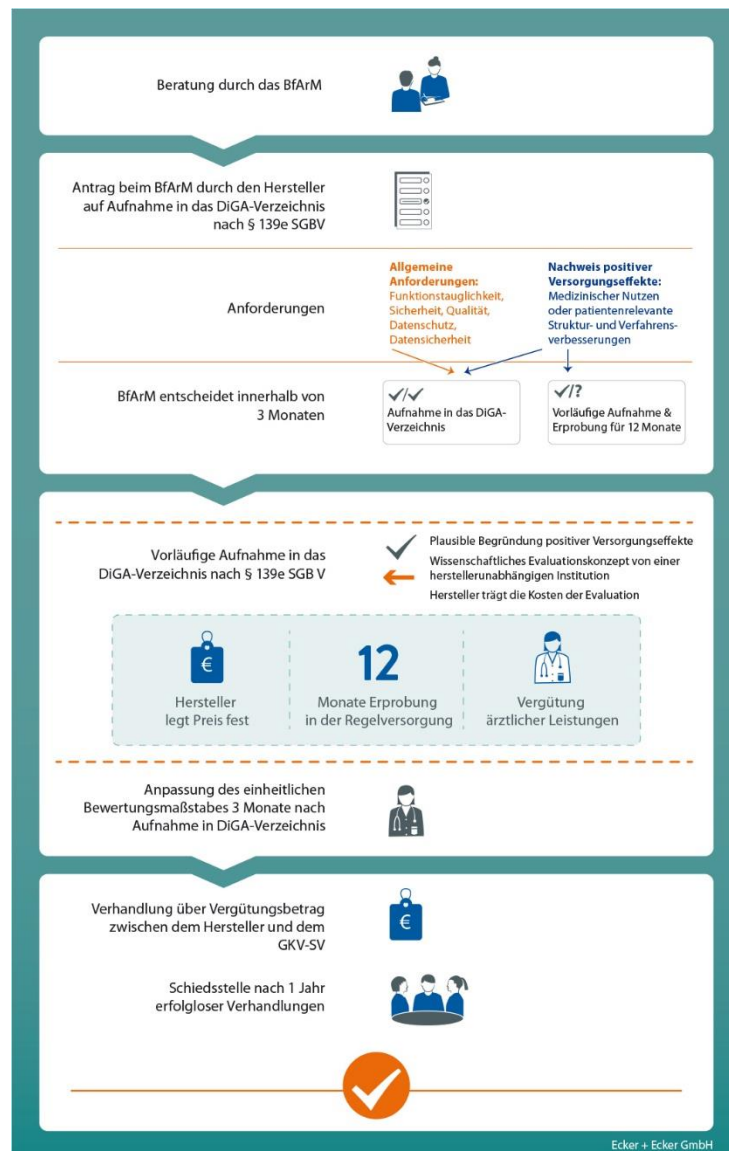 Beratung durch das BfArM
Antrag beim BfArM durch den Hersteller
auf Aufnahme in das DiGA-Verzeichnis
nach § 139e SGBV
Anforderungen
Allgemeine
Anforderungen:
Funktionstauglichkeit,
Sicherheit, Qualität,
Datenschutz,
Datensicherheit
Nachweis positiver
Versorgungseffekte:
Medizinischer Nutzen
oder patientenrelevante
Struktur- und Verfahrens-
verbesserungen
BfArM entscheidet innerhalb von
3 Monaten
✓/✓
Aufnahme in das DiGA-
Verzeichnis
✓/?
Vorläufige Aufnahme &
Erprobung für 12 Monate
Vorläufige Aufnahme in das
DiGA-Verzeichnis nach § 139e SGB V
Plausible Begründung positiver Versorgungseffekte
Wissenschaftliches Evaluationskonzept von einer
herstellerunabhängigen Institution
Hersteller trägt die Kosten der Evaluation
€
Hersteller
legt Preis fest
12
Monate Erprobung
in der Regelversorgung
Vergütung
ärztlicher Leistungen
Anpassung des einheitlichen
Bewertungsmaßstabes 3 Monate nach
Aufnahme in DiGA-Verzeichnis
Verhandlung über Vergütungsbetrag
zwischen dem Hersteller und dem
GKV-SV
€
Schiedsstelle nach 1 Jahr
erfolgloser Verhandlungen
Ecker + Ecker GmbH